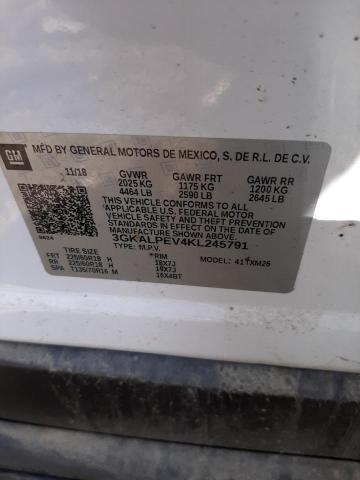 GM
MFD BY GENERAL MOTORS DE MEXICO, S. DE R.L. DE C.V.
11/18 GVWR GAWR FRT GAWR RR
2025 KG 1175 KG 1200 KG
4464 LB 2590 LB 2645 LB
THIS VEHICLE CONFORMS TO ALL
APPLICABLE U.S. FEDERAL MOTOR VEHICLE
SAFETY, BUMPER, AND THEFT PREVENTION
STANDARDS IN EFFECT ON THE DATE OF
MANUFACTURE SHOWN ABOVE.
3GKALPEV4KL245791
TYPE: M.P.V. MODEL: TXM26
TIRE SIZE RIM
FRT 225/60R18 H 18X7J
RR 225/60R18 H 18X7J
SPA T135/70R16 M 16X4BT